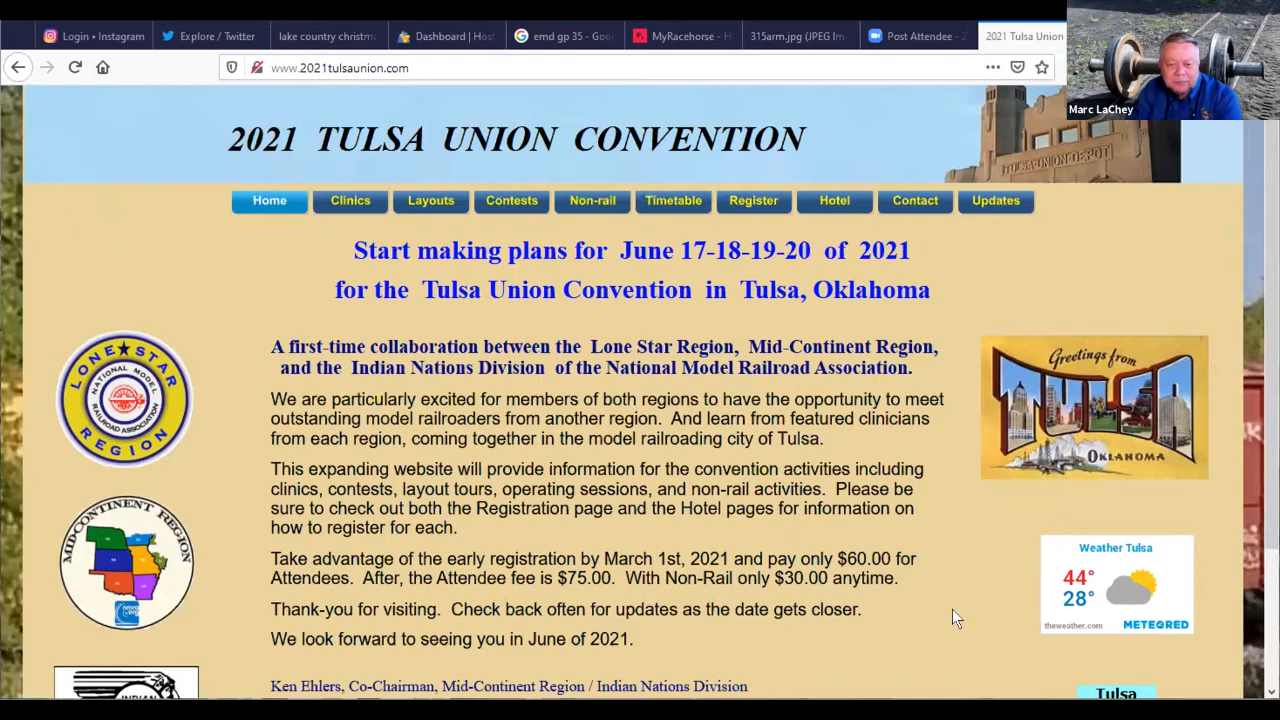 Login • Instagram
Explore / Twitter
lake country christm
Dashboard | Host
emd gp 35 - Goo
MyRacehorse - H
315arm.jpg (JPEG Im
Post Attendee - Z
2021 Tulsa Union
www.2021tulsaunion.com
Marc LaChey
2021 TULSA UNION CONVENTION
TULSA UNION DEPOT
Home
Clinics
Layouts
Contests
Non-rail
Timetable
Register
Hotel
Contact
Updates
Start making plans for June 17-18-19-20 of 2021
for the Tulsa Union Convention in Tulsa, Oklahoma
A first-time collaboration between the Lone Star Region, Mid-Continent Region,
and the Indian Nations Division of the National Model Railroad Association.
We are particularly excited for members of both regions to have the opportunity to meet
outstanding model railroaders from another region. And learn from featured clinicians
from each region, coming together in the model railroading city of Tulsa.
This expanding website will provide information for the convention activities including
clinics, contests, layout tours, operating sessions, and non-rail activities. Please be
sure to check out both the Registration page and the Hotel pages for information on
how to register for each.
Take advantage of the early registration by March 1st, 2021 and pay only $60.00 for
Attendees. After, the Attendee fee is $75.00. With Non-Rail only $30.00 anytime.
Thank-you for visiting. Check back often for updates as the date gets closer.
We look forward to seeing you in June of 2021.
Ken Ehlers, Co-Chairman, Mid-Continent Region / Indian Nations Division
LONE STAR
NATIONAL MODEL
RAILROAD ASSOCIATION
REGION
MIDCONTINENT REGION
INDIAN
Greetings from
TULSA
OKLAHOMA
Weather Tulsa
44°
28°
theweather.com
METEORED
Tulsa